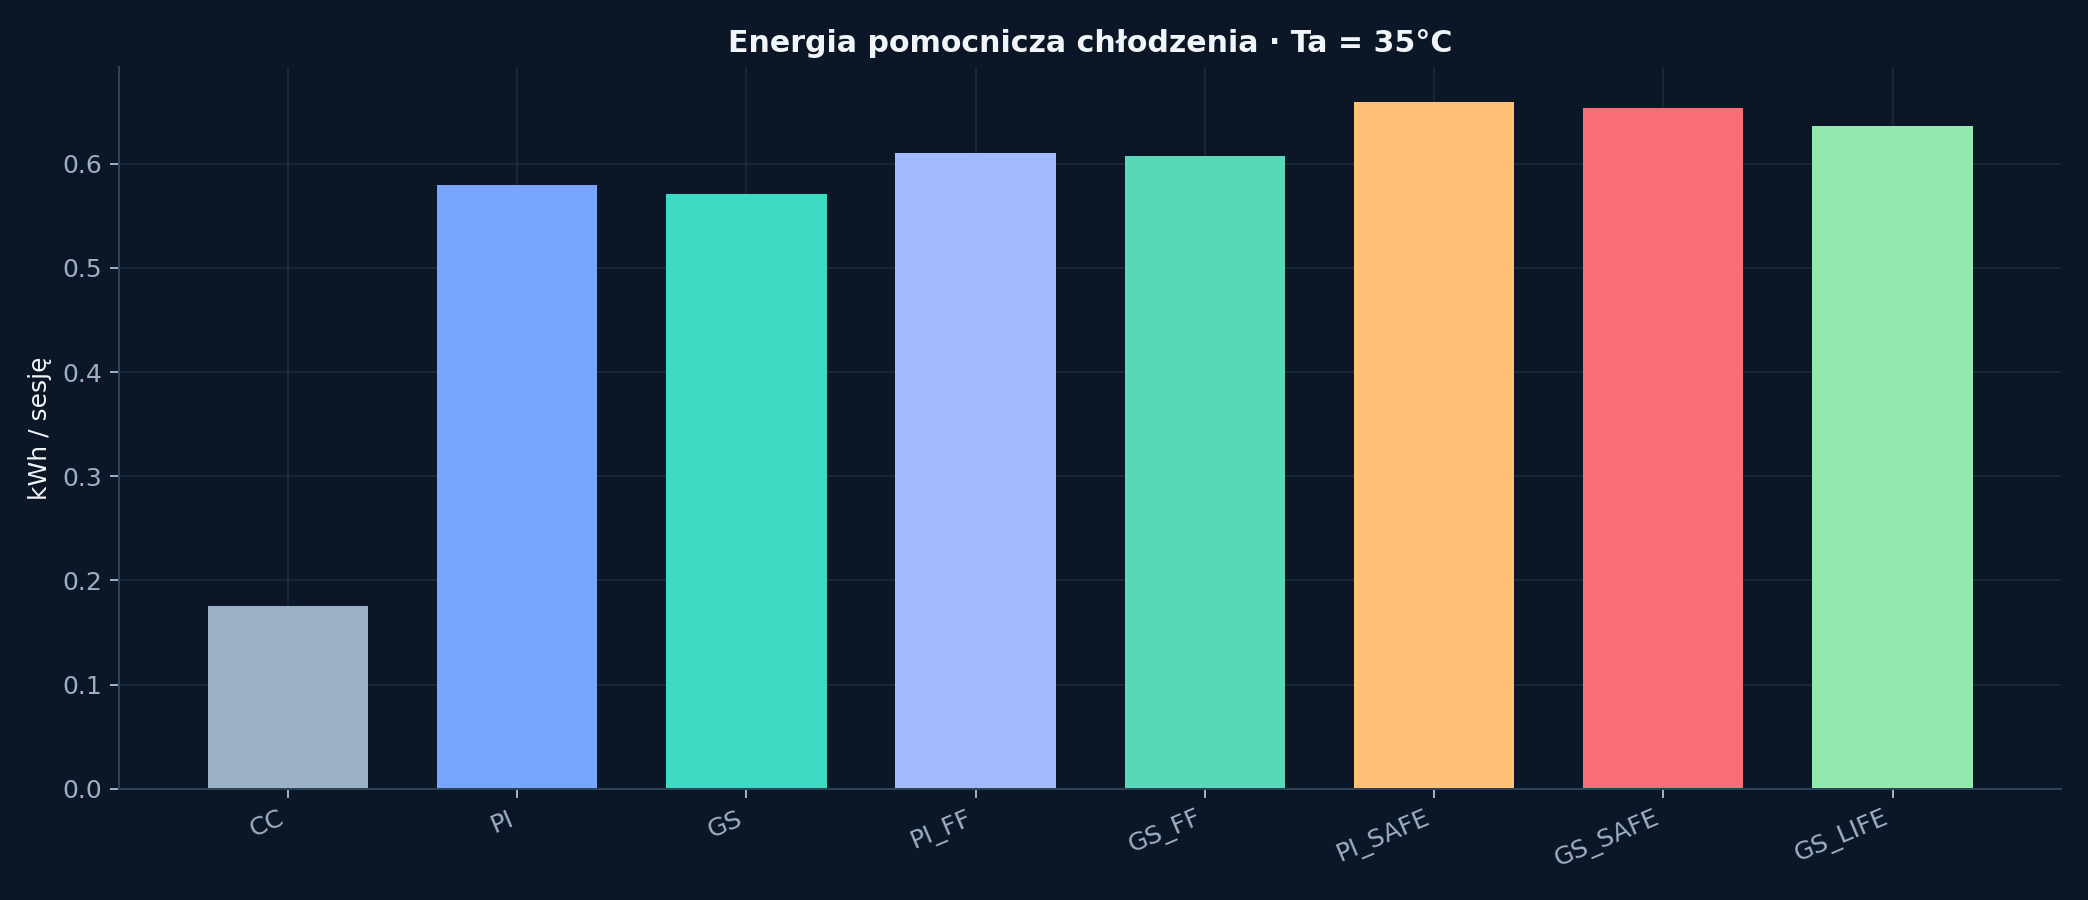 Energia pomocnicza chłodzenia · Ta = 35°C
kWh / sesję
0.6
0.5
0.4
0.3
0.2
0.1
0.0
CC
PI
GS
PI_FF
GS_FF
PI_SAFE
GS_SAFE
GS_LIFE